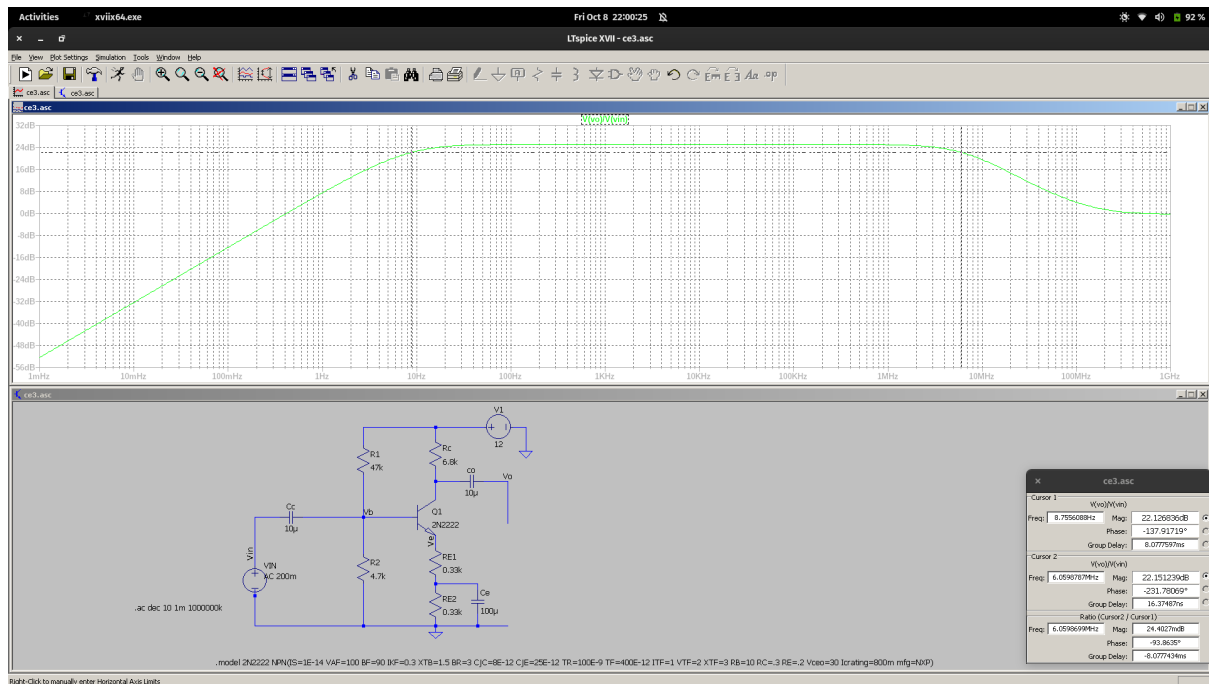 Activities xviix64.exe Fri Oct 8 22:00:25 92 %
LTspice XVII - ce3.asc
File View Plot Settings Simulation Tools Window Help
ce3.asc ce3.asc
ce3.asc
V(vo)/V(vin)
32dB
24dB
16dB
8dB
0dB
-8dB
-16dB
-24dB
-32dB
-40dB
-48dB
-56dB
1mHz 10mHz 100mHz 1Hz 10Hz 100Hz 1KHz 10KHz 100KHz 1MHz 10MHz 100MHz 1GHz
ce3.asc
V1
12
R1
47k
Rc
6.8k
co
10µ
Vo
Cc
10µ
Vb
Q1
2N2222
Ve
Vin
VIN
AC 200m
R2
4.7k
RE1
0.33k
RE2
0.33k
Ce
100µ
.ac dec 10 1m 1000000k
.model 2N2222 NPN(IS=1E-14 VAF=100 BF=90 IKF=0.3 XTB=1.5 BR=3 CJC=8E-12 CJE=25E-12 TR=100E-9 TF=400E-12 ITF=1 VTF=2 XTF=3 RB=10 RC=.3 RE=.2 Vceo=30 Icrating=800m mfg=NXP)
ce3.asc
Cursor 1
V(vo)/V(vin)
Freq: 8.7556088Hz Mag: 22.126836dB
Phase: -137.91719°
Group Delay: 8.0777597ms
Cursor 2
V(vo)/V(vin)
Freq: 6.0598787MHz Mag: 22.151239dB
Phase: -231.78069°
Group Delay: 16.37487ns
Ratio (Cursor2 / Cursor1)
Freq: 6.0598699MHz Mag: 24.4027mdB
Phase: -93.8635°
Group Delay: -8.0777434ms
Right-Click to manually enter Horizontal Axis Limits